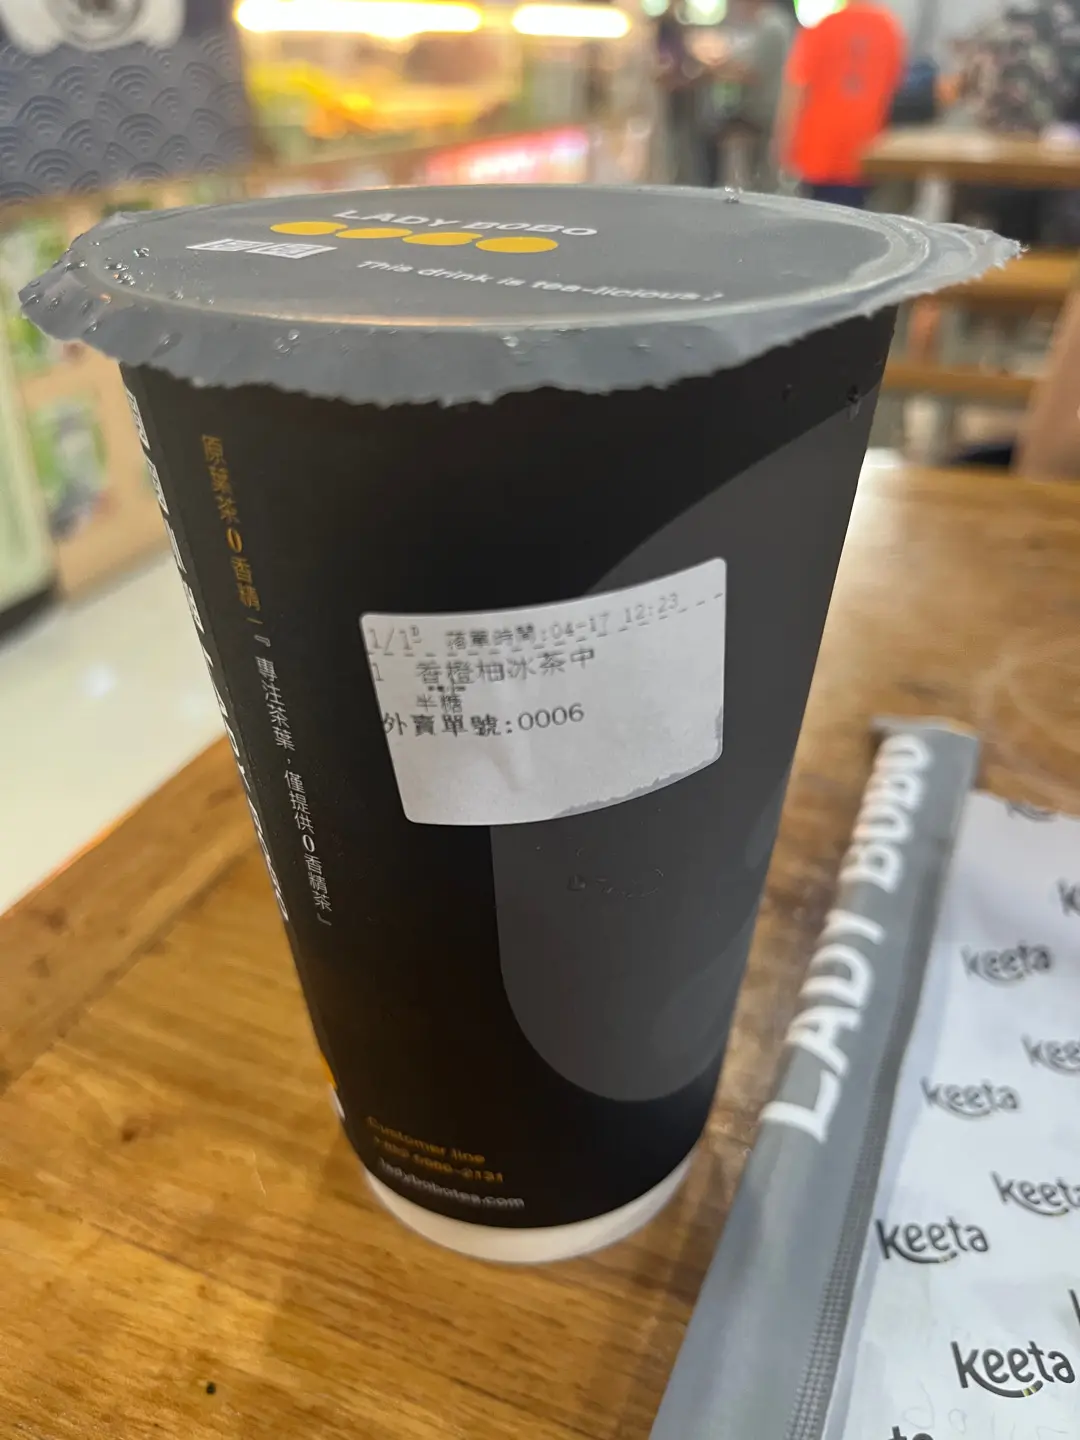 LADY BOBO
This drink is tea-licious!
原葉茶0香精
『專注茶葉，僅提供0香精茶』
1/1 落單時間:04-17 12:23
1 香橙柚冰茶中
半糖
外賣單號:0006
Customer line
ladybobotea.com
LADY BOBO
keeta
keeta
keeta
keeta
keeta
keeta